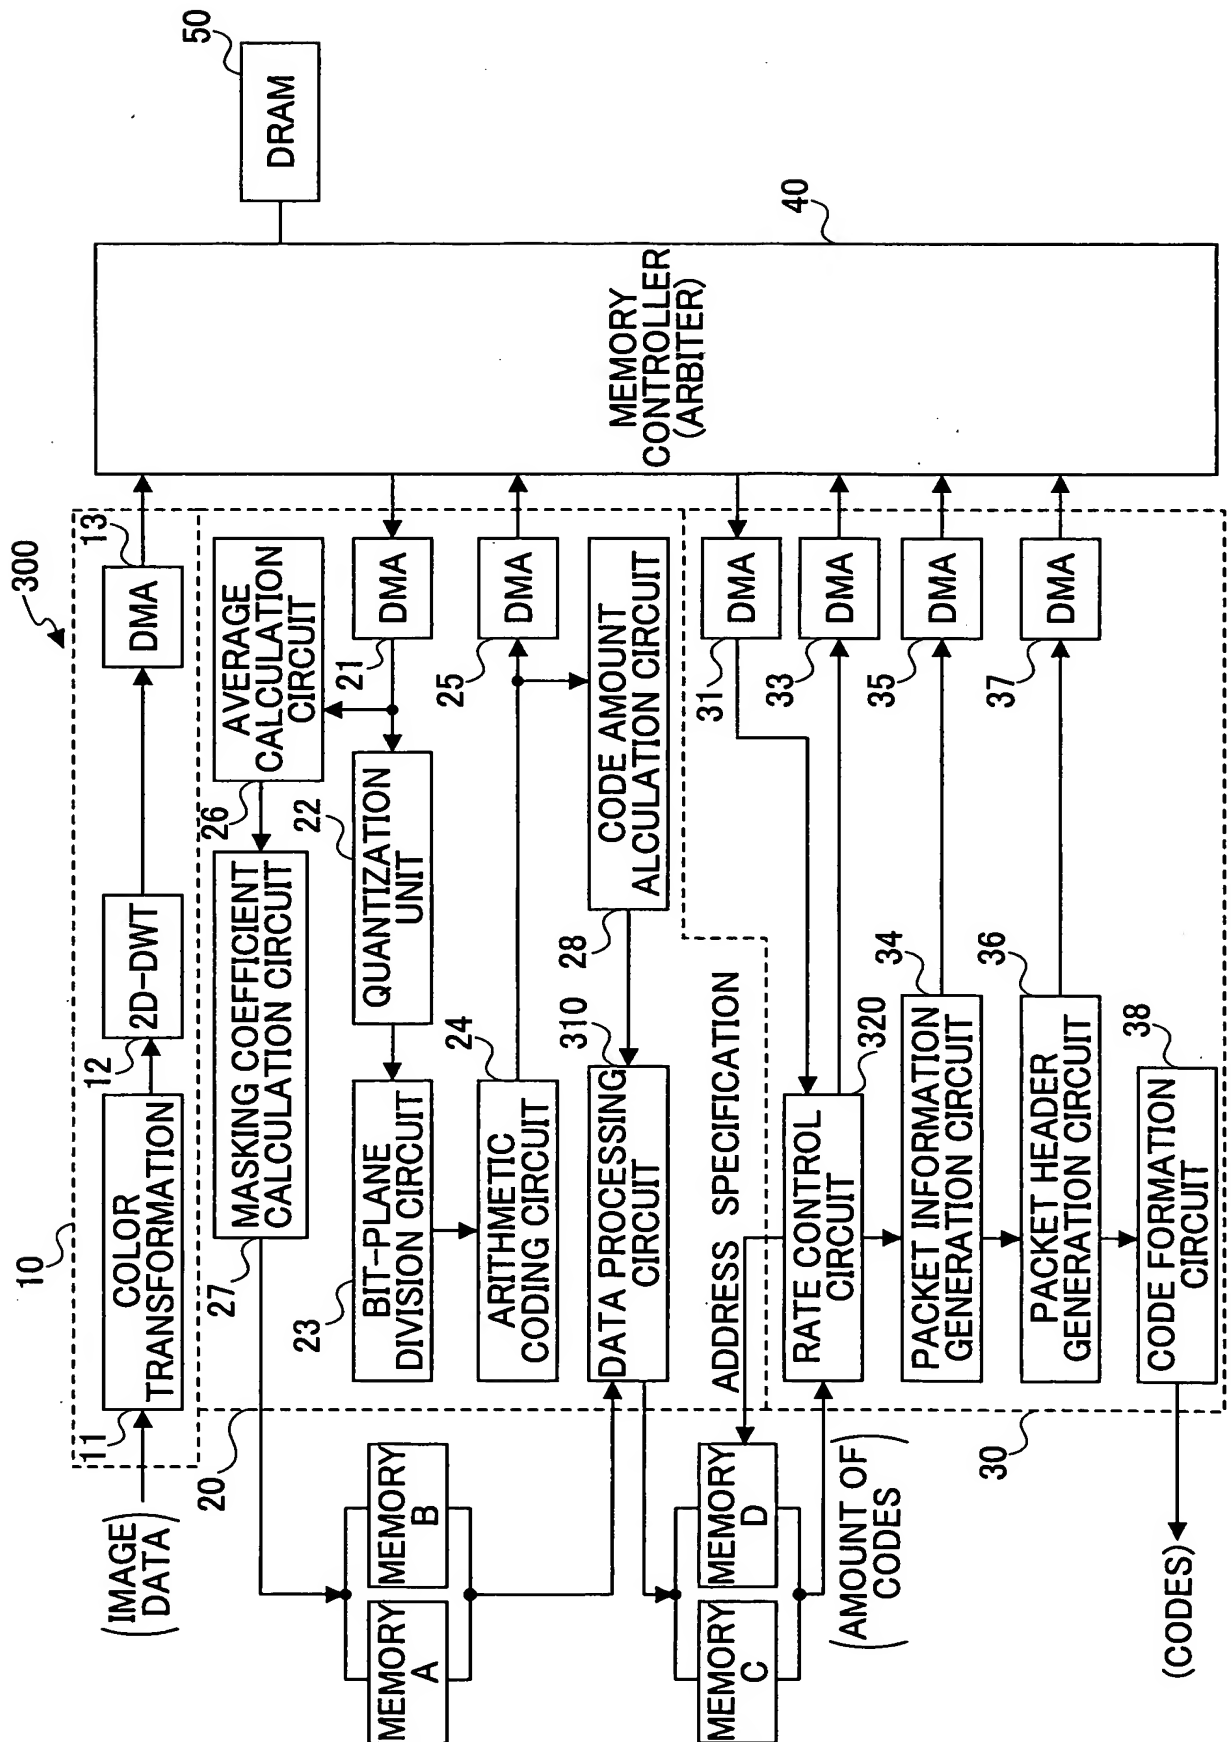 300
10
(IMAGE
DATA)
11
COLOR
TRANSFORMATION
12
2D-DWT
13
DMA
20
27
MASKING COEFFICIENT
CALCULATION CIRCUIT
26
AVERAGE
CALCULATION
CIRCUIT
21
DMA
22
QUANTIZATION
UNIT
23
BIT-PLANE
DIVISION CIRCUIT
24
ARITHMETIC
CODING CIRCUIT
25
DMA
28
CODE AMOUNT
ALCULATION CIRCUIT
310
DATA PROCESSING
CIRCUIT
MEMORY
A
MEMORY
B
MEMORY
C
MEMORY
D
ADDRESS SPECIFICATION
(AMOUNT OF
CODES)
30
31
DMA
320
RATE CONTROL
CIRCUIT
33
DMA
34
PACKET INFORMATION
GENERATION CIRCUIT
35
DMA
36
PACKET HEADER
GENERATION CIRCUIT
37
DMA
38
CODE FORMATION
CIRCUIT
(CODES)
40
MEMORY
CONTROLLER
(ARBITER)
50
DRAM